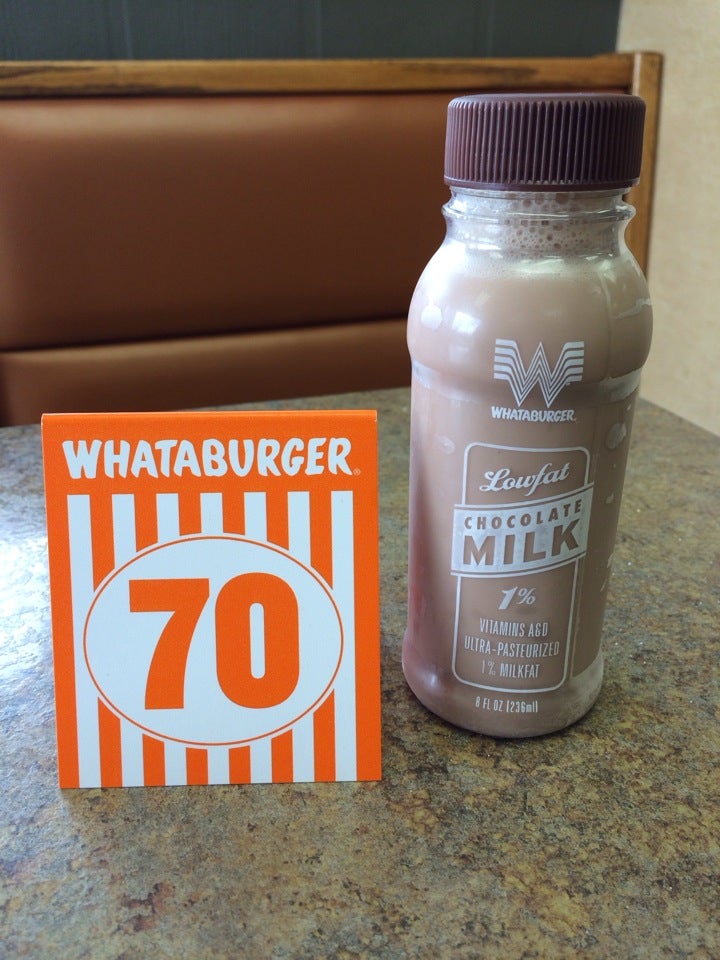 WHATABURGER®
70
WHATABURGER
Lowfat
CHOCOLATE
MILK
1%
VITAMINS A&D
ULTRA-PASTEURIZED
1% MILKFAT
8 FL OZ (236ml)